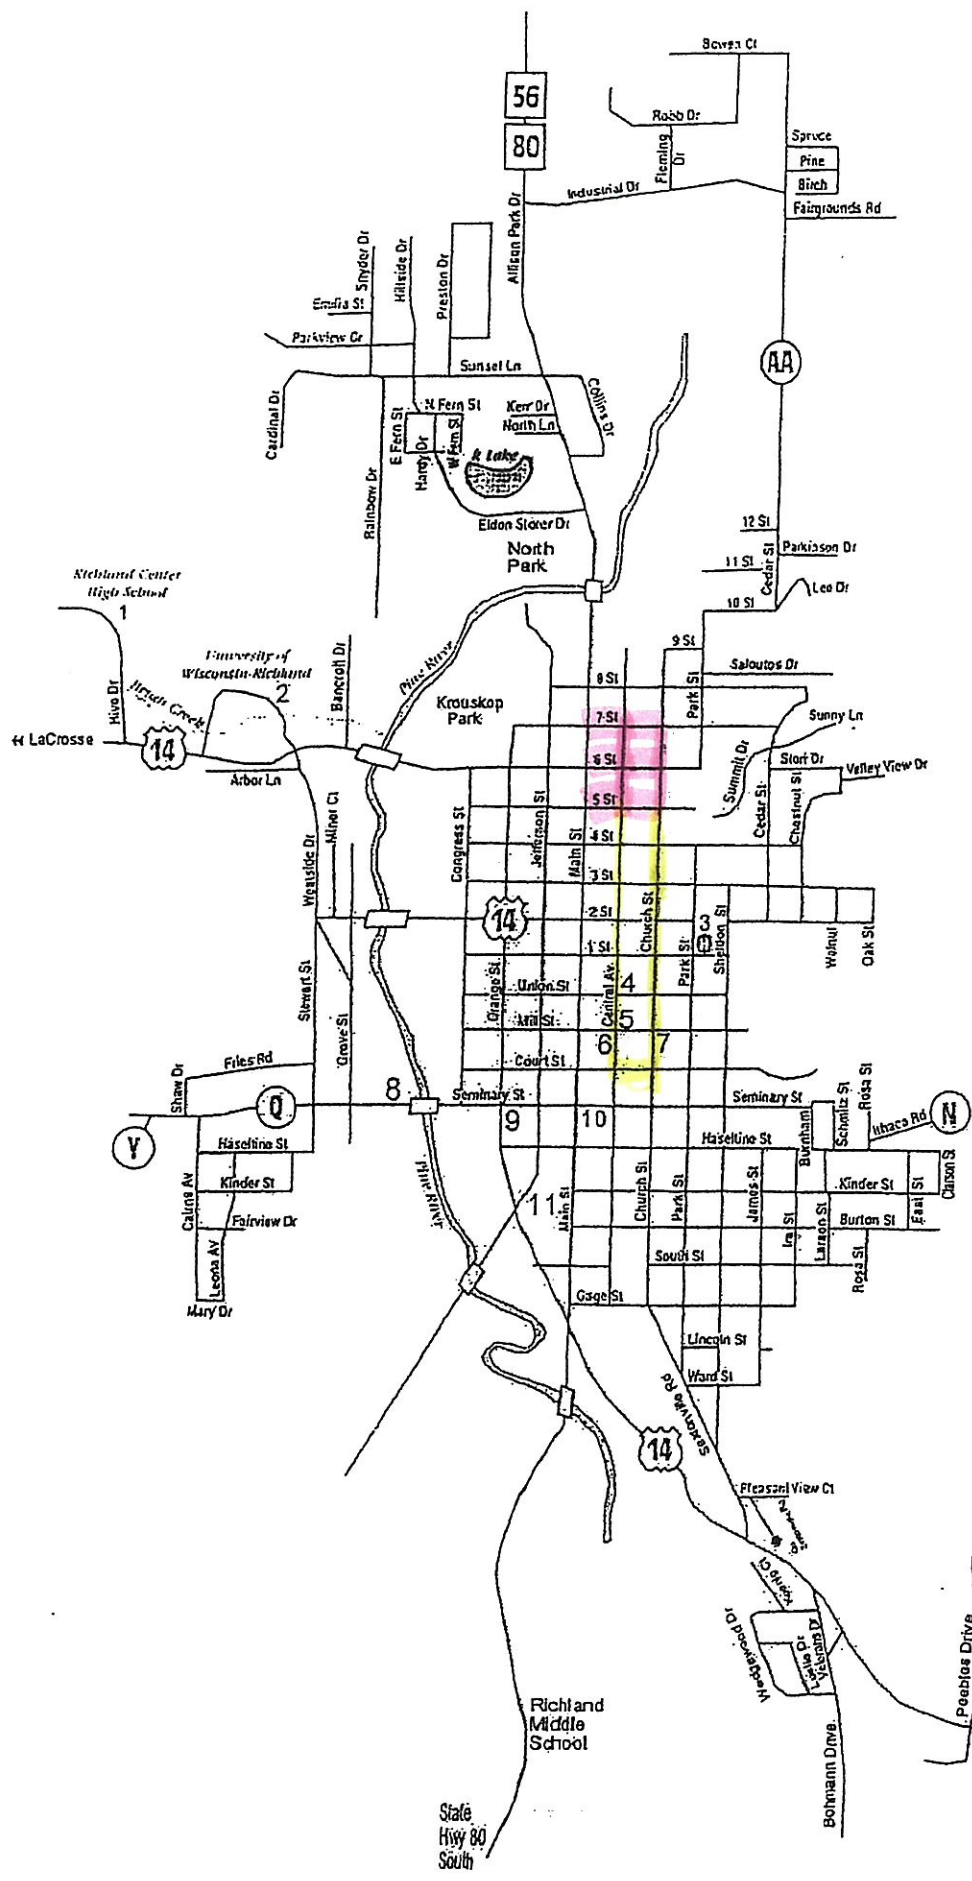 Bowen Ct
56
80
Robb Dr
Fleming Dr
Spruce
Pine
Birch
Industrial Dr
Fairgrounds Rd
Allison Park Dr
Snyder Dr
Hillside Dr
Preston Dr
Emilia St
Parkview Cr
Sunset Ln
AA
Cardinal Dr
Collins Dr
N Fern St
Kerr Dr
North Ln
E Fern St
Hardy Dr
W Fern St
Lake
Rainbow Dr
Eldon Storer Dr
North
Park
12 St
Cedar St
Parkinson Dr
11 St
Leo Dr
10 St
Richland Center
High School
1
9 St
University of
Wisconsin-Richland
2
Bancroft Dr
Pine River
Saloutos Dr
8 St
Park St
Hive Dr
Krouskop
Park
7 St
Sunny Ln
LaCrosse
14
6 St
Summit Dr
Storr Dr
Valley View Dr
Arbor Ln
Minor Ct
5 St
Cedar St
Chestnut St
Westside Dr
Congress St
Jefferson St
Main St
4 St
3 St
14
2 St
Church St
3
H
Sheldon St
Walnut
Oak St
1 St
Park St
Stewart St
Orange St
Union St
Central Av
4
Grove St
Mill St
5
6
7
Files Rd
Court St
Shaw Dr
Q
8
Seminary St
Seminary St
Burnham
Schmitz St
Rosa St
Ithaca Rd
N
Y
9
10
Haseltine St
Haseltine St
Cairns Av
Kinder St
Pine River
Church St
Park St
James St
Kinder St
East St
Clarson St
Fairview Dr
11
Main St
Ira St
Larson St
Burton St
Leona Av
South St
Rosa St
Mary Dr
Gage St
Lincoln St
Ward St
Sextonville Rd
14
Pleasant View Ct
Wedgewood Dr
Veterans Dr
Peebles Drive
Richland
Middle
School
Bohmann Drive
State
Hwy 80
South